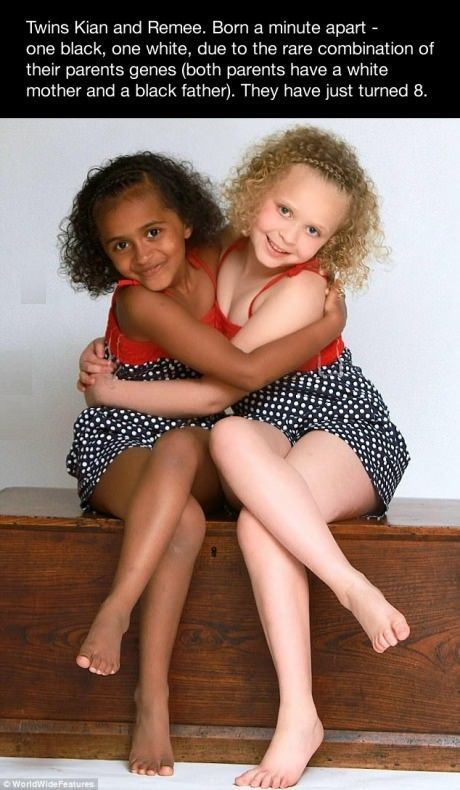 Twins Kian and Remee. Born a minute apart -
one black, one white, due to the rare combination of
their parents genes (both parents have a white
mother and a black father). They have just turned 8.
© WorldWideFeatures